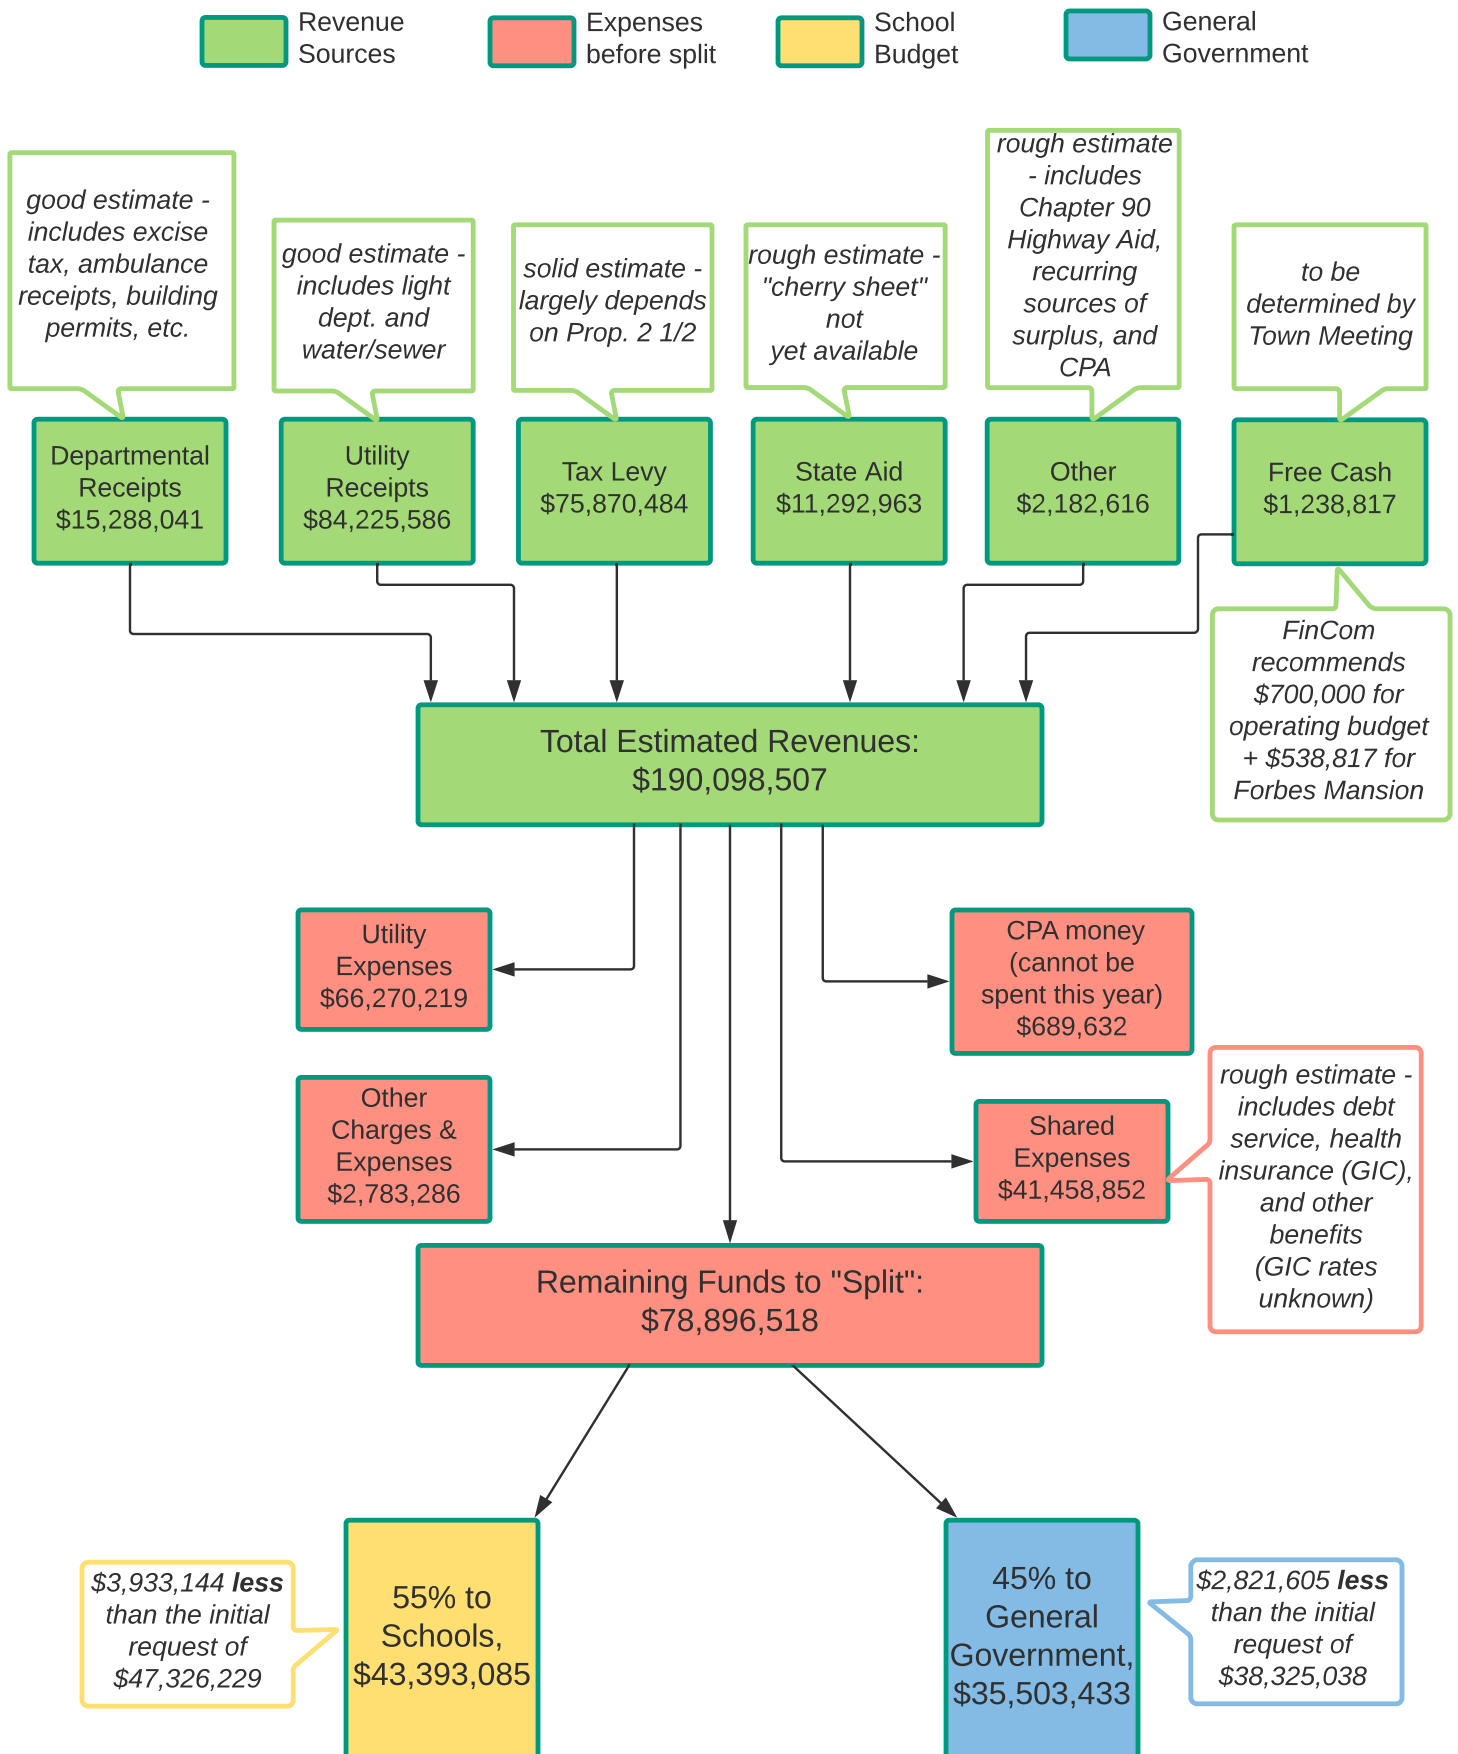 Revenue
Sources
Expenses
before split
School
Budget
General
Government
good estimate -
includes excise
tax, ambulance
receipts, building
permits, etc.
good estimate -
includes light
dept. and
water/sewer
solid estimate -
largely depends
on Prop. 2 1/2
rough estimate -
"cherry sheet"
not
yet available
rough estimate
- includes
Chapter 90
Highway Aid,
recurring
sources of
surplus, and
CPA
to be
determined by
Town Meeting
Departmental
Receipts
$15,288,041
Utility
Receipts
$84,225,586
Tax Levy
$75,870,484
State Aid
$11,292,963
Other
$2,182,616
Free Cash
$1,238,817
FinCom
recommends
$700,000 for
operating budget
+ $538,817 for
Forbes Mansion
Total Estimated Revenues:
$190,098,507
Utility
Expenses
$66,270,219
CPA money
(cannot be
spent this year)
$689,632
Other
Charges &
Expenses
$2,783,286
Shared
Expenses
$41,458,852
rough estimate -
includes debt
service, health
insurance (GIC),
and other
benefits
(GIC rates
unknown)
Remaining Funds to "Split":
$78,896,518
$3,933,144 less
than the initial
request of
$47,326,229
55% to
Schools,
$43,393,085
45% to
General
Government,
$35,503,433
$2,821,605 less
than the initial
request of
$38,325,038